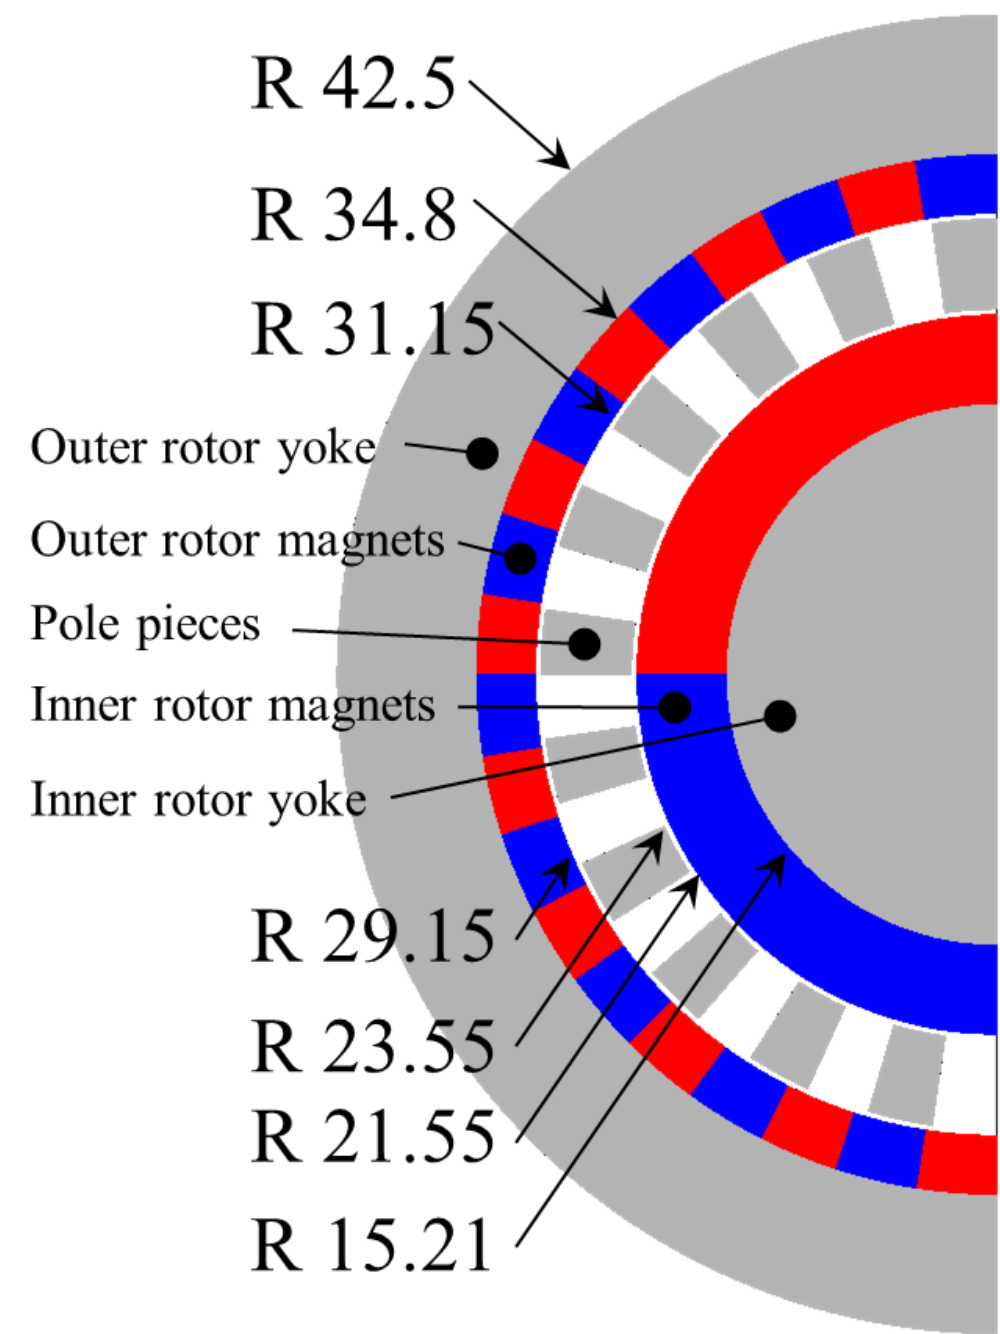 R 42.5
R 34.8
R 31.15
Outer rotor yoke
Outer rotor magnets
Pole pieces
Inner rotor magnets
Inner rotor yoke
R 29.15
R 23.55
R 21.55
R 15.21